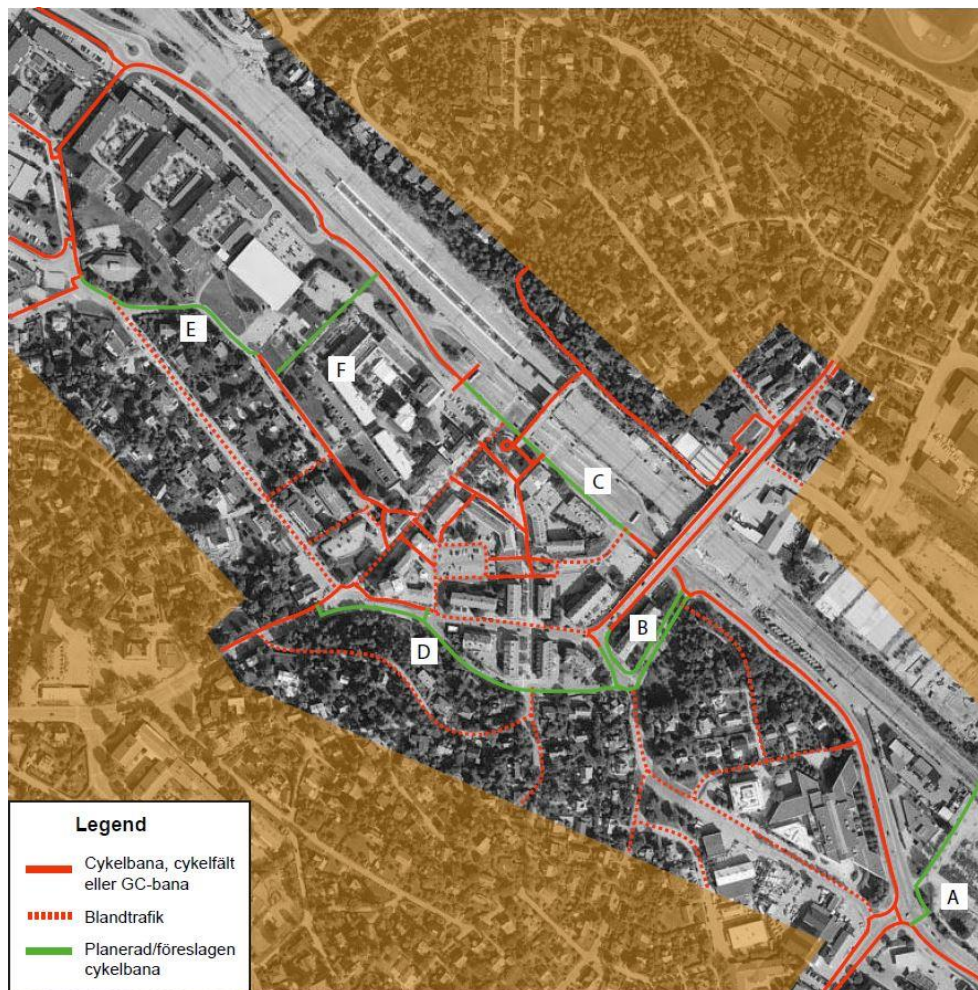 E
F
C
B
D
A
Legend
Cykelbana, cykelfält
eller GC-bana
Blandtrafik
Planerad/föreslagen
cykelbana